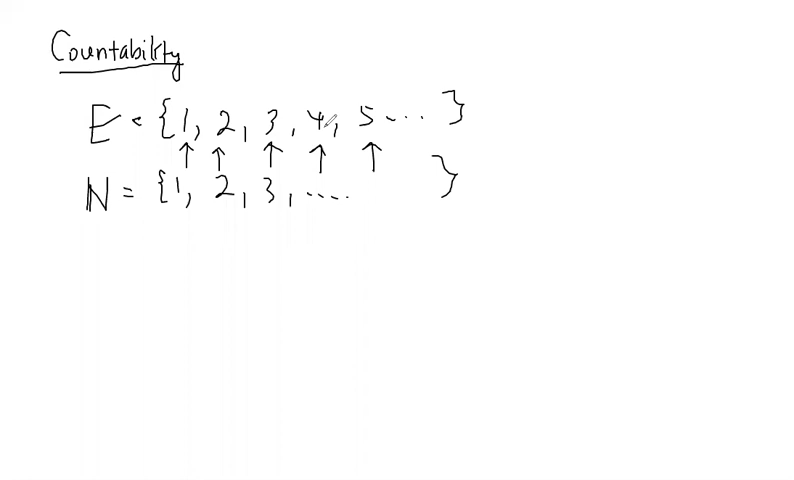 Countability
E = {1, 2, 3, 4, 5 ... }
↑ ↑ ↑ ↑ ↑
ℕ = {1, 2, 3, .... }